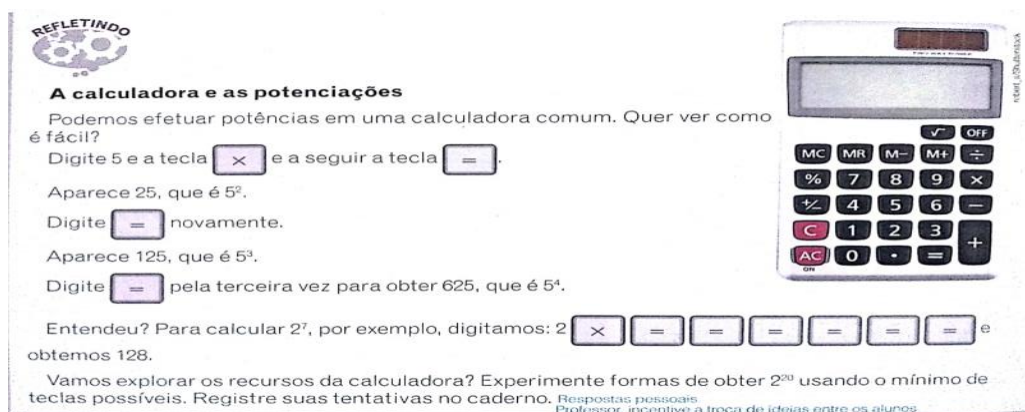 REFLETINDO
A calculadora e as potenciações
Podemos efetuar potências em uma calculadora comum. Quer ver como
é fácil?
Digite 5 e a tecla × e a seguir a tecla = .
Aparece 25, que é 5².
Digite = novamente.
Aparece 125, que é 5³.
Digite = pela terceira vez para obter 625, que é 5⁴.
Entendeu? Para calcular 2⁷, por exemplo, digitamos: 2 × = = = = = = e
obtemos 128.
Vamos explorar os recursos da calculadora? Experimente formas de obter 2²⁰ usando o mínimo de
teclas possíveis. Registre suas tentativas no caderno. Respostas pessoais
Professor, incentive a troca de ideias entre os alunos
√ OFF
MC MR M− M+ ÷
% 7 8 9 ×
+/− 4 5 6 −
C 1 2 3 +
AC 0 . =
ON